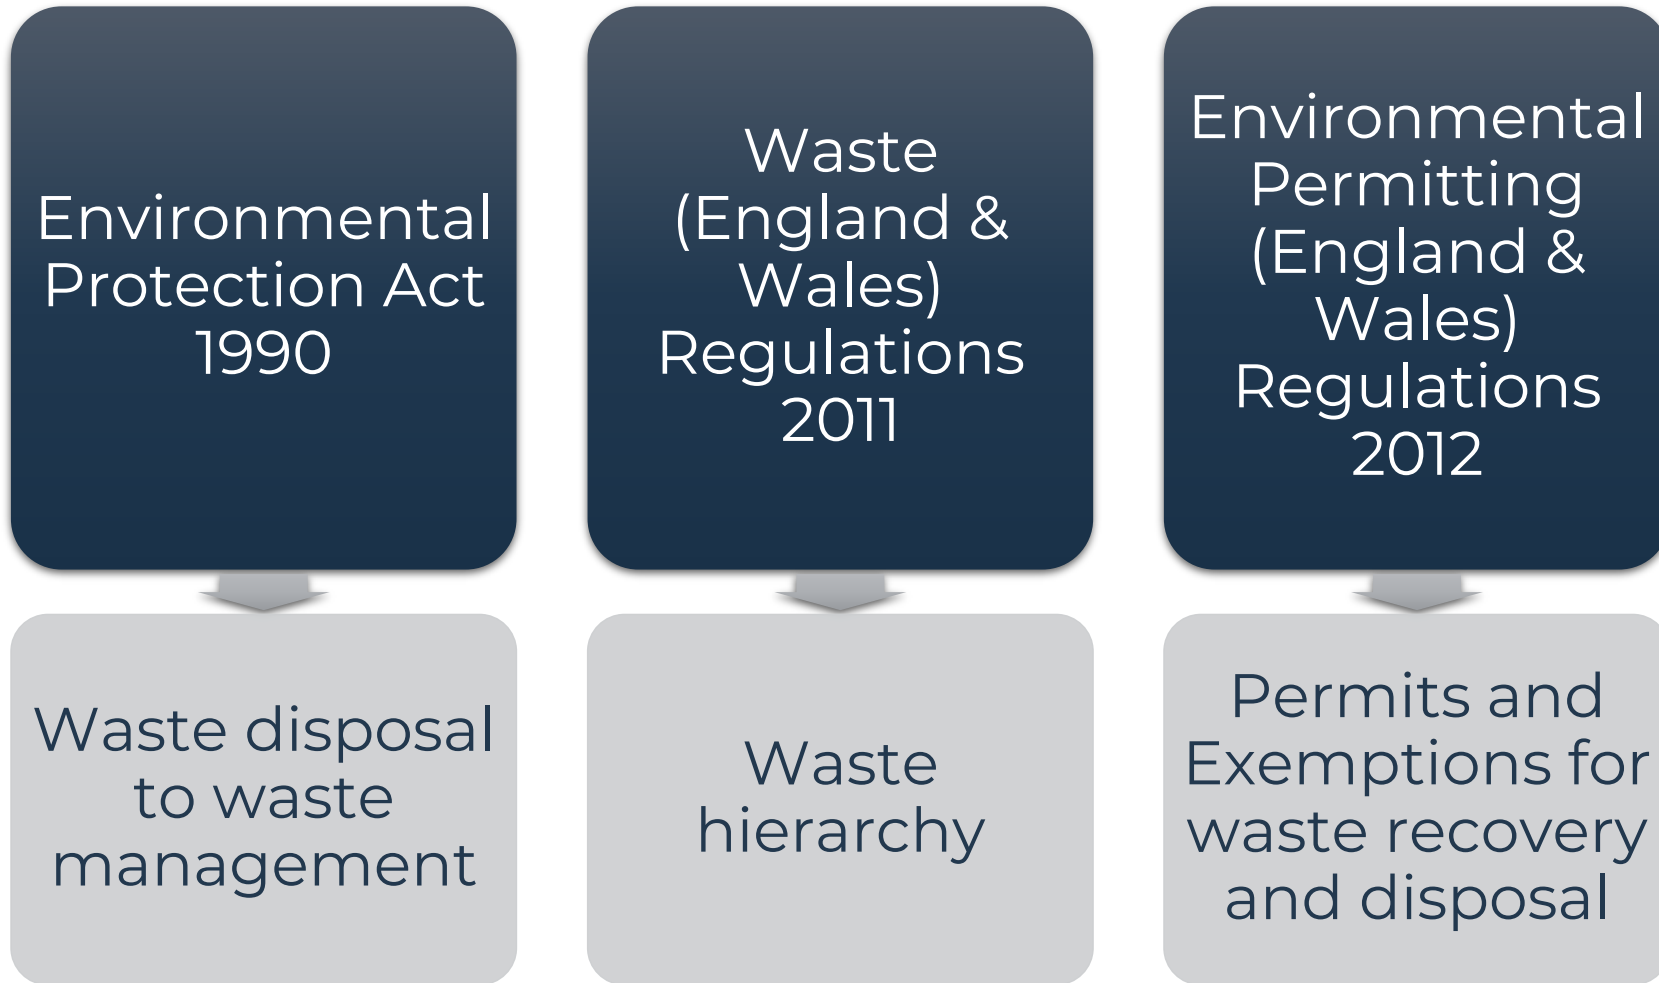 Environmental
Protection Act
1990
Waste disposal
to waste
management
Waste
(England &
Wales)
Regulations
2011
Waste
hierarchy
Environmental
Permitting
(England &
Wales)
Regulations
2012
Permits and
Exemptions for
waste recovery
and disposal